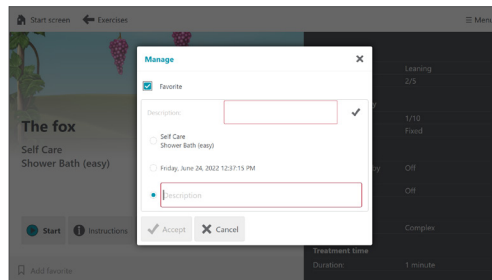 Start screen
Exercises
Menu
Manage
Favorite
Description:
Self Care
Shower Bath (easy)
Friday, June 24, 2022 12:37:15 PM
Description
Accept
Cancel
The fox
Self Care
Shower Bath (easy)
Start
Instructions
Add favorite
Leaning
2/5
1/10
Fixed
Off
Off
Complex
Treatment time
Duration:
1 minute